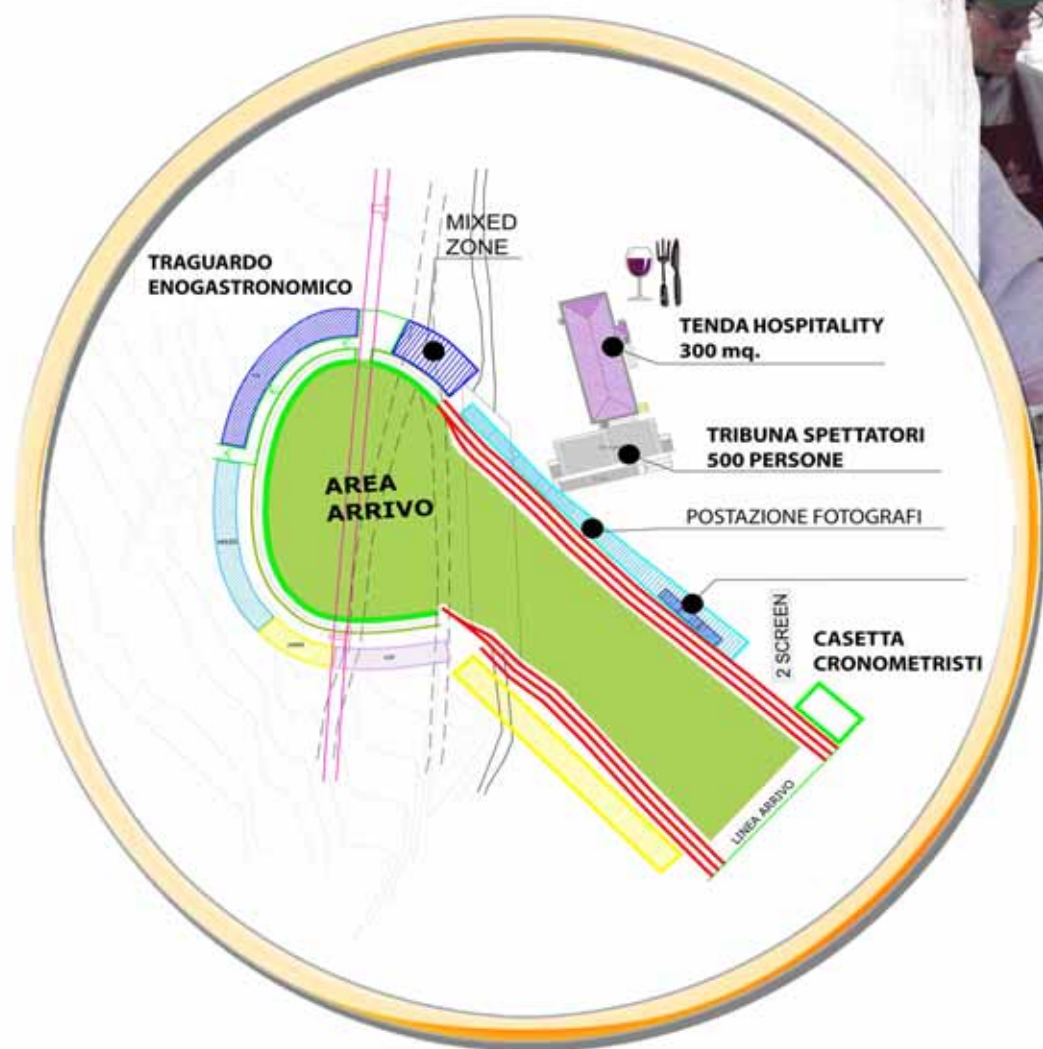 MIXED
ZONE
TRAGUARDO
ENOGASTRONOMICO
TENDA HOSPITALITY
300 mq.
TRIBUNA SPETTATORI
500 PERSONE
AREA
ARRIVO
POSTAZIONE FOTOGRAFI
2 SCREEN
CASETTA
CRONOMETRISTI
LINEA ARRIVO